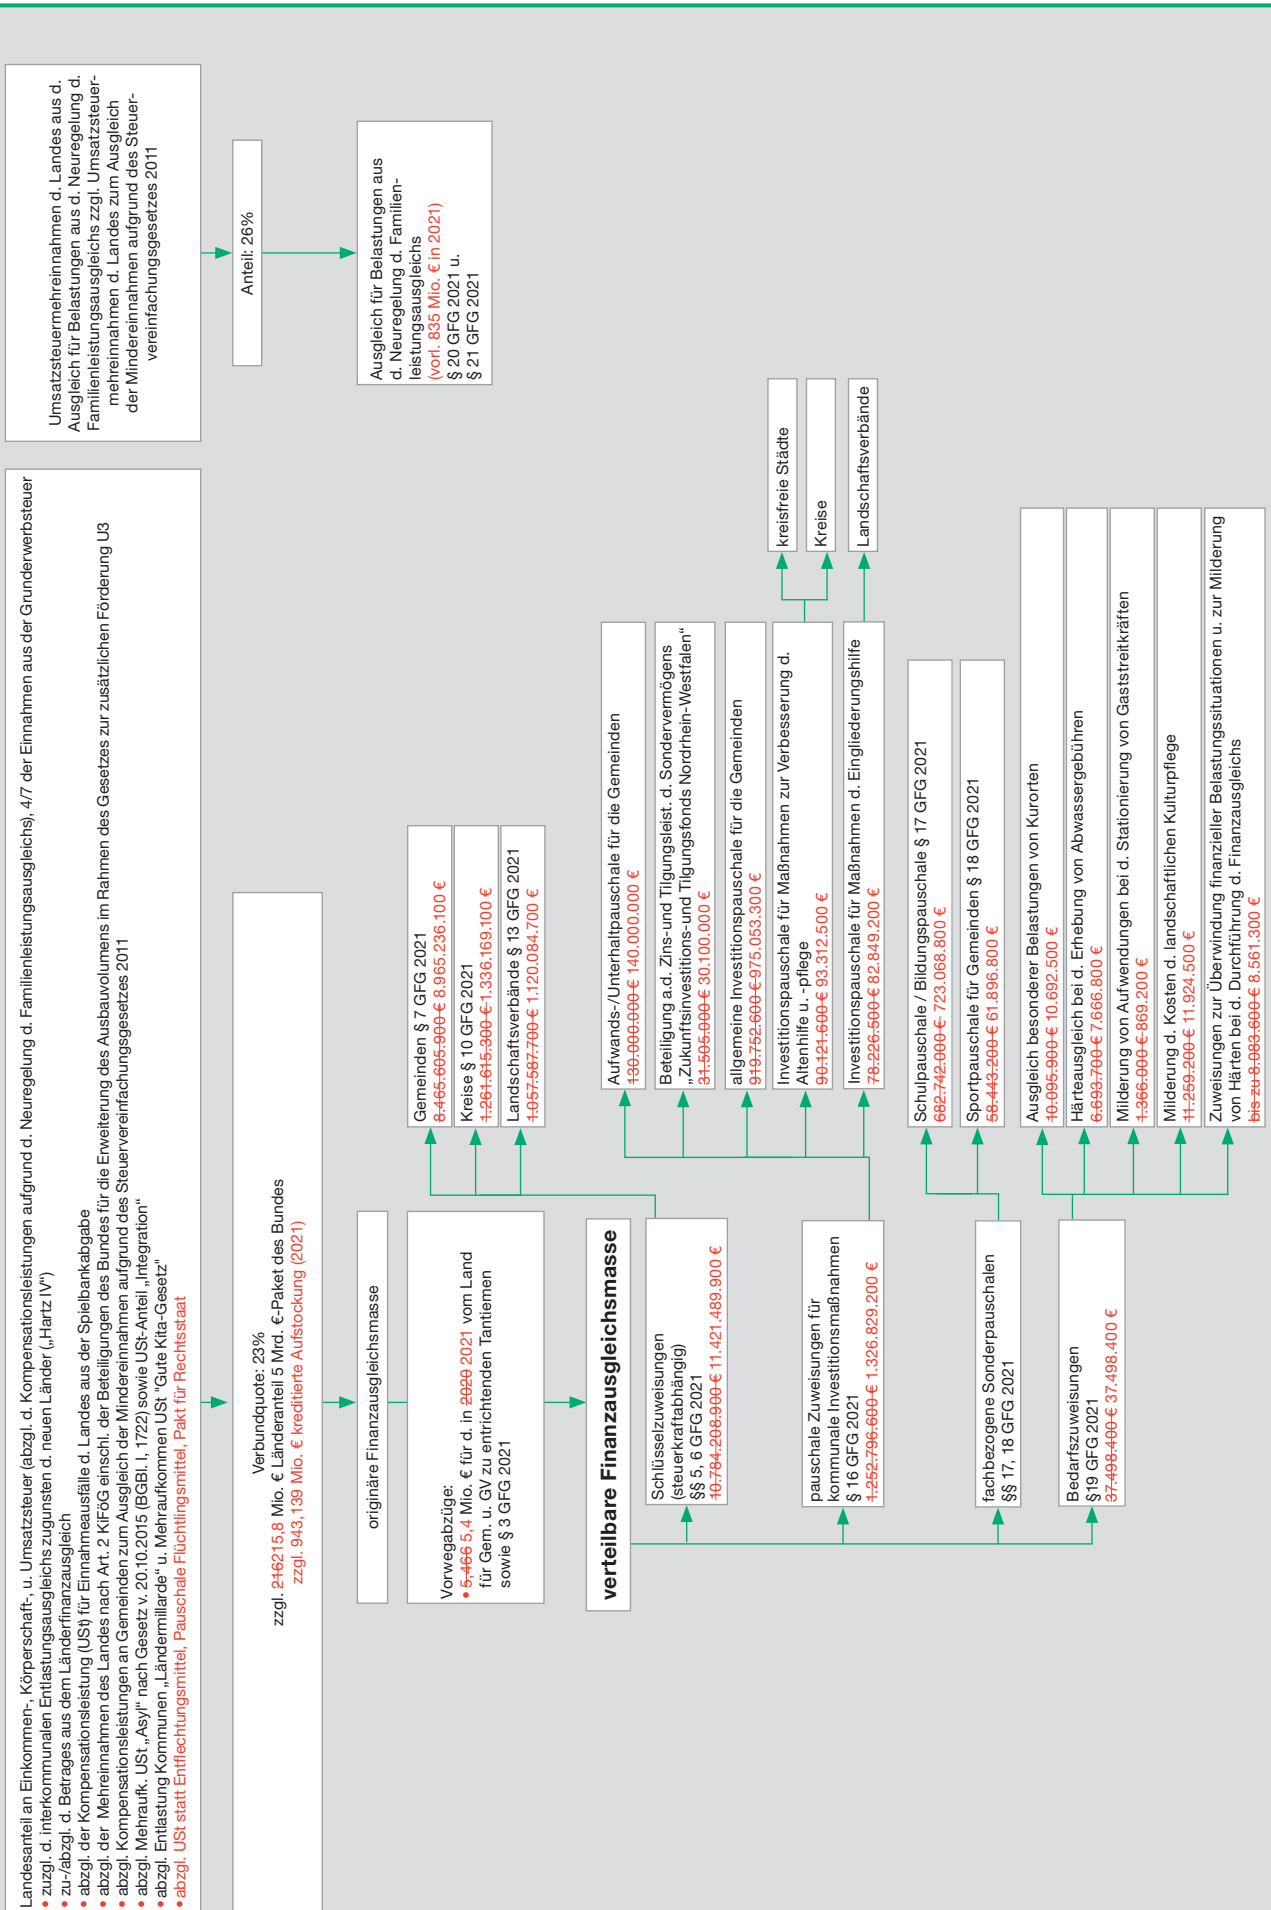 Landesanteil an Einkommen-, Körperschaft-, u. Umsatzsteuer (abzgl. d. Kompensationsleistungen aufgrund d. Neuregelung d. Familienleistungsausgleichs), 4/7 der Einnahmen aus der Grunderwerbsteuer
• zuzgl. d. interkommunalen Entlastungsausgleichs zugunsten d. neuen Länder („Hartz IV“)
• zu-/abzgl. d. Betrages aus dem Länderfinanzausgleich
• abzgl. der Kompensationsleistung (USt) für Einnahmeausfälle d. Landes aus der Spielbankabgabe
• abzgl. der Mehreinnahmen des Landes nach Art. 2 KiFöG einschl. der Beteiligungen des Bundes für die Erweiterung des Ausbauvolumens im Rahmen des Gesetzes zur zusätzlichen Förderung U3
• abzgl. Kompensationsleistungen an Gemeinden zum Ausgleich der Mindereinnahmen aufgrund des Steuervereinfachungsgesetzes 2011
• abzgl. Mehraufk. USt „Asyl“ nach Gesetz v. 20.10.2015 (BGBl. I, 1722) sowie USt-Anteil „Integration“
• abzgl. Entlastung Kommunen „Ländermillarde“ u. Mehraufkommen USt "Gute Kita-Gesetz"
• abzgl. USt statt Entflechtungsmittel, Pauschale Flüchtlingsmittel, Pakt für Rechtsstaat
Umsatzsteuermehreinnahmen d. Landes aus d.
Ausgleich für Belastungen aus d. Neuregelung d.
Familienleistungsausgleichs zzgl. Umsatzsteuer-
mehreinnahmen d. Landes zum Ausgleich
der Mindereinnahmen aufgrund des Steuer-
vereinfachungsgesetzes 2011
Verbundquote: 23%
zzgl. 216215,8 Mio. € Länderanteil 5 Mrd. €-Paket des Bundes
zzgl. 943,139 Mio. € kreditierte Aufstockung (2021)
Anteil: 26%
originäre Finanzausgleichsmasse
Ausgleich für Belastungen aus
d. Neuregelung d. Familien-
leistungsausgleichs
(vorl. 835 Mio. € in 2021)
§ 20 GFG 2021 u.
§ 21 GFG 2021
Vorwegabzüge:
• 5,466 5,4 Mio. € für d. in 2020 2021 vom Land
für Gem. u. GV zu entrichtenden Tantiemen
sowie § 3 GFG 2021
verteilbare Finanzausgleichsmasse
Schlüsselzuweisungen
(steuerkraftabhängig)
§§ 5, 6 GFG 2021
10.784.208.900 € 11.421.489.900 €
Gemeinden § 7 GFG 2021
8.465.605.900 € 8.965.236.100 €
Kreise § 10 GFG 2021
1.261.615.300 € 1.336.169.100 €
Landschaftsverbände § 13 GFG 2021
1.057.587.700 € 1.120.084.700 €
pauschale Zuweisungen für
kommunale Investitionsmaßnahmen
§ 16 GFG 2021
1.252.796.600 € 1.326.829.200 €
Aufwands-/Unterhaltpauschale für die Gemeinden
130.000.000 € 140.000.000 €
Beteiligung a.d. Zins-und Tilgungsleist. d. Sondervermögens
„Zukunftsinvestitions-und Tilgungsfonds Nordrhein-Westfalen“
31.505.000 € 30.100.000 €
allgemeine Investitionspauschale für die Gemeinden
919.752.600 € 975.053.300 €
Investitionspauschale für Maßnahmen zur Verbesserung d.
Altenhilfe u. -pflege
90.121.600 € 93.312.500 €
kreisfreie Städte
Kreise
Investitionspauschale für Maßnahmen d. Eingliederungshilfe
78.226.500 € 82.849.200 €
Landschaftsverbände
fachbezogene Sonderpauschalen
§§ 17, 18 GFG 2021
Schulpauschale / Bildungspauschale § 17 GFG 2021
682.742.000 € 723.068.800 €
Sportpauschale für Gemeinden § 18 GFG 2021
58.443.200 € 61.896.800 €
Bedarfszuweisungen
§19 GFG 2021
37.498.400 € 37.498.400 €
Ausgleich besonderer Belastungen von Kurorten
10.095.900 € 10.692.500 €
Härteausgleich bei d. Erhebung von Abwassergebühren
6.693.700 € 7.666.800 €
Milderung von Aufwendungen bei d. Stationierung von Gaststreitkräften
1.366.000 € 869.200 €
Milderung d. Kosten d. landschaftlichen Kulturpflege
11.259.200 € 11.924.500 €
Zuweisungen zur Überwindung finanzieller Belastungssituationen u. zur Milderung
von Härten bei d. Durchführung d. Finanzausgleichs
bis zu 8.083.600 € 8.561.300 €